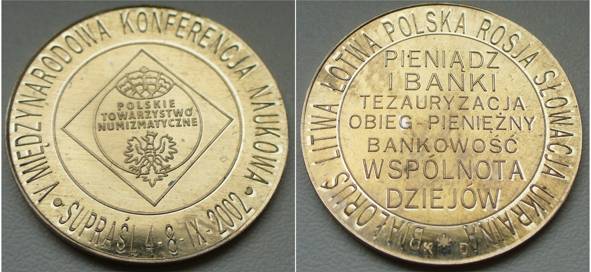 V MIĘDZYNARODOWA KONFERENCJA NAUKOWA
• SUPRAŚL 4-8-IX-2002 •
POLSKIE
TOWARZYSTWO
NUMIZMATYCZNE
BIAŁORUŚ LITWA ŁOTWA POLSKA ROSJA SŁOWACJA UKRAINA
PIENIĄDZ
I BANKI
TEZAURYZACJA
OBIEG PIENIĘŻNY
BANKOWOŚĆ
WSPÓLNOTA
DZIEJÓW